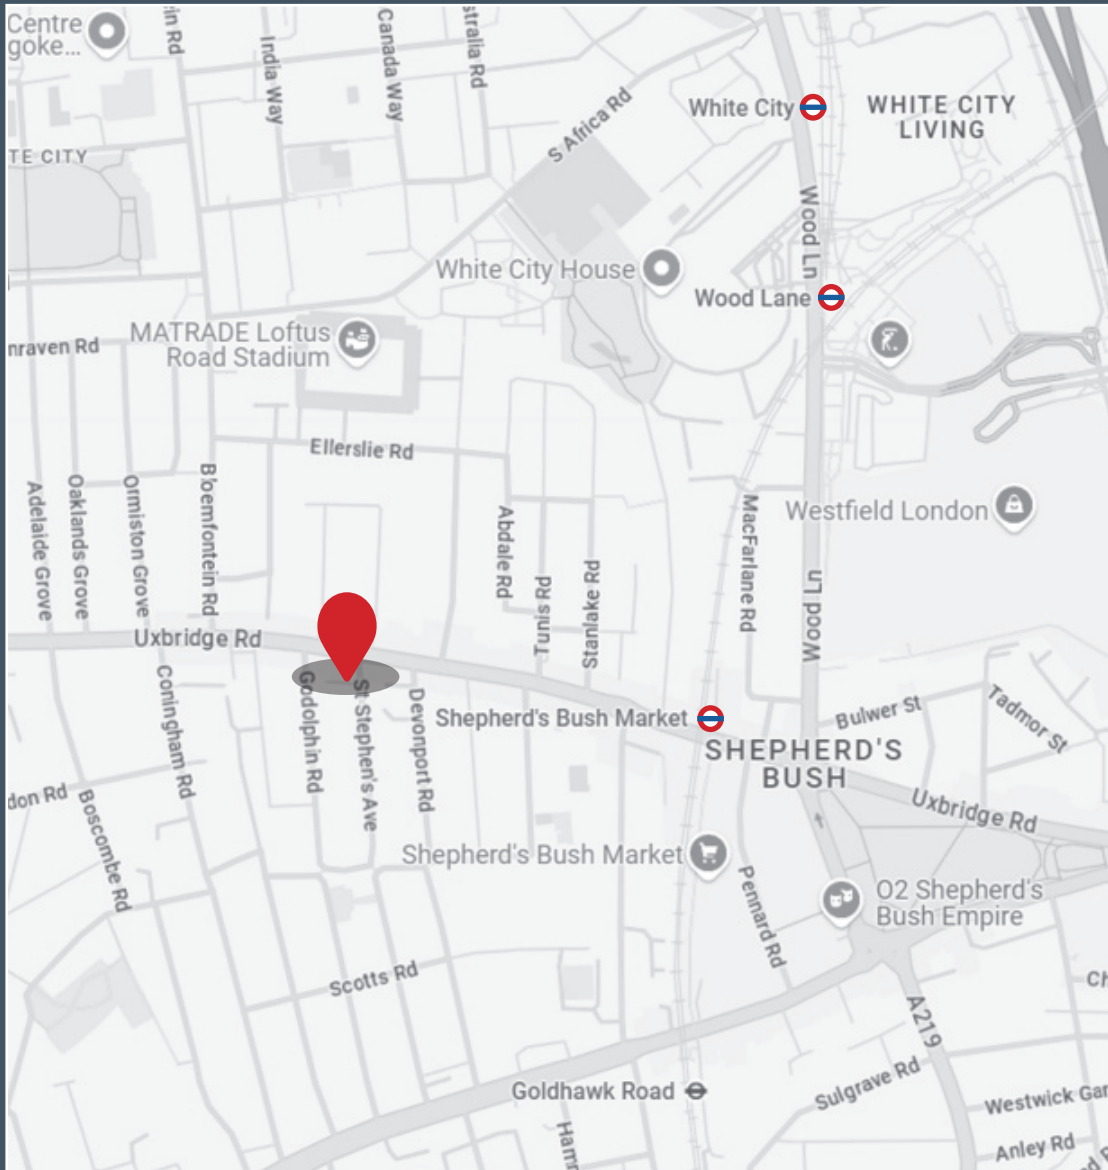 Centre
goke...
in Rd
India Way
Canada Way
stralia Rd
S Africa Rd
White City
WHITE CITY
LIVING
TE CITY
Wood Ln
White City House
Wood Lane
MATRADE Loftus
Road Stadium
nraven Rd
Ellerslie Rd
Adelaide Grove
Oaklands Grove
Ormiston Grove
Bloemfontein Rd
Abdale Rd
Tunis Rd
Stanlake Rd
MacFarlane Rd
Westfield London
Wood Ln
Uxbridge Rd
Coningham Rd
Godolphin Rd
St Stephen's Ave
Devonport Rd
Shepherd's Bush Market
SHEPHERD'S
BUSH
Bulwer St
Tadmor St
don Rd
Boscombe Rd
Uxbridge Rd
Shepherd's Bush Market
Pennard Rd
O2 Shepherd's
Bush Empire
Scotts Rd
Ch
A219
Goldhawk Road
Sulgrave Rd
Westwick Gar
Hamr
Anley Rd